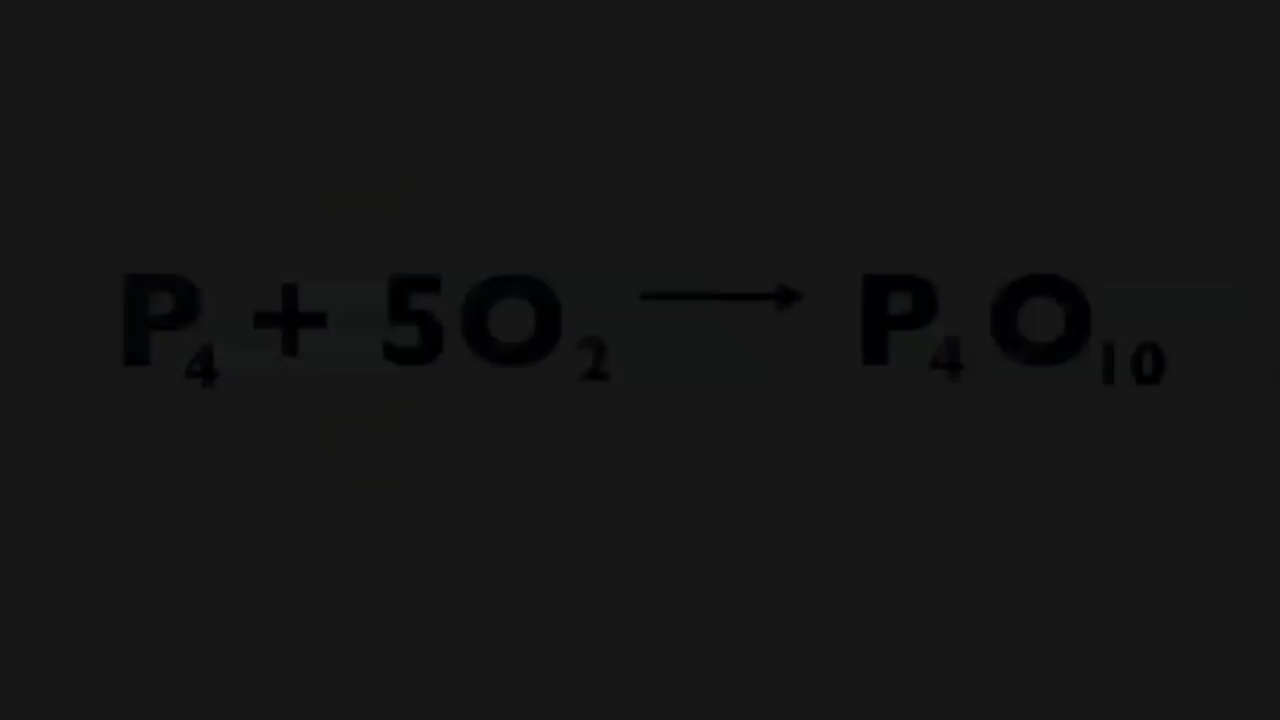 P₄ + 5O₂ ⟶ P₄O₁₀